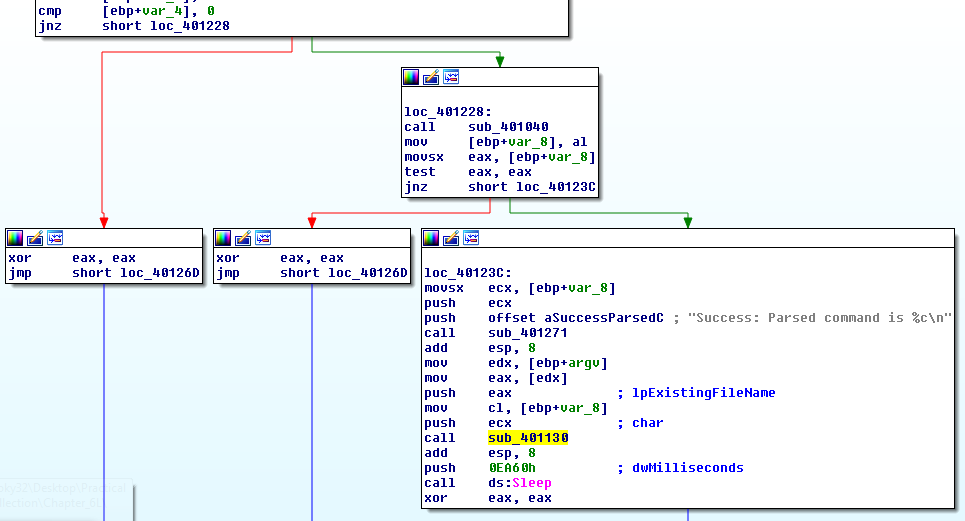 cmp [ebp+var_4], 0
jnz short loc_401228
loc_401228:
call sub_401040
mov [ebp+var_8], al
movsx eax, [ebp+var_8]
test eax, eax
jnz short loc_40123C
xor eax, eax
jmp short loc_40126D
xor eax, eax
jmp short loc_40126D
loc_40123C:
movsx ecx, [ebp+var_8]
push ecx
push offset aSuccessParsedC ; "Success: Parsed command is %c\n"
call sub_401271
add esp, 8
mov edx, [ebp+argv]
mov eax, [edx]
push eax ; lpExistingFileName
mov cl, [ebp+var_8]
push ecx ; char
call sub_401130
add esp, 8
push 0EA60h ; dwMilliseconds
call ds:Sleep
xor eax, eax